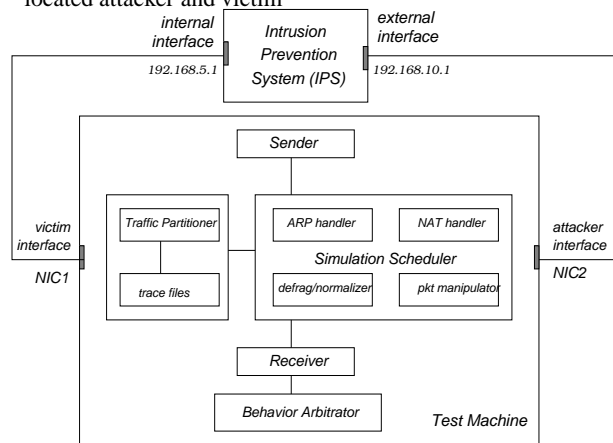 located attacker and victim
internal
interface
192.168.5.1
Intrusion
Prevention
System (IPS)
external
interface
192.168.10.1
Sender
victim
interface
NIC1
Traffic Partitioner
trace files
ARP handler
NAT handler
Simulation Scheduler
defrag/normalizer
pkt manipulator
attacker
interface
NIC2
Receiver
Behavior Arbitrator
Test Machine